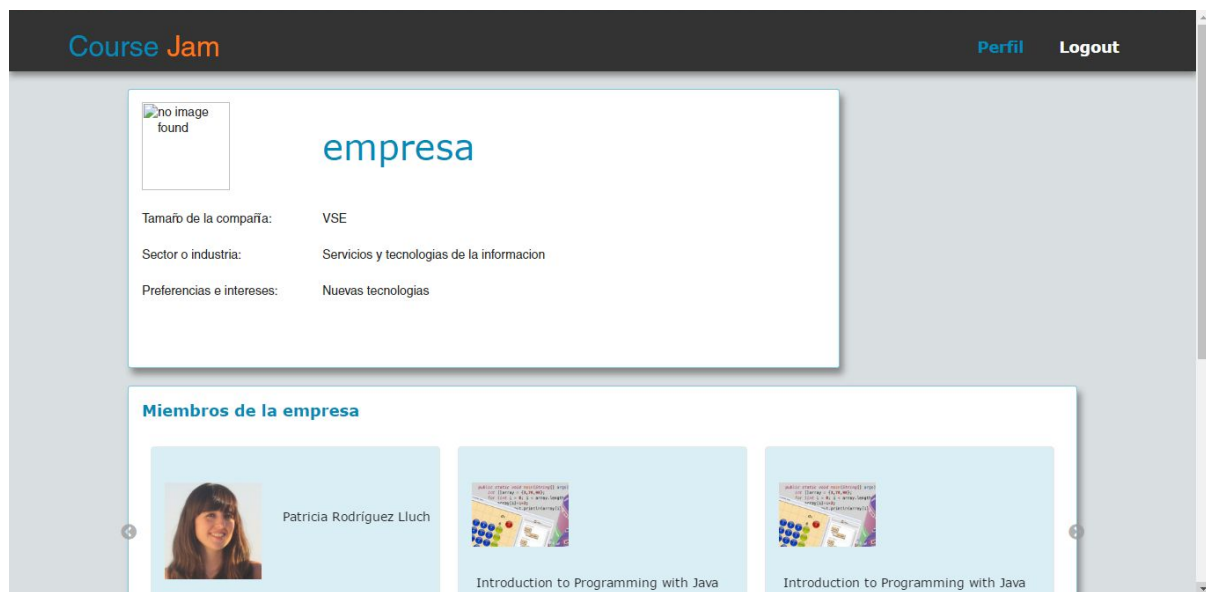 Course Jam
Perfil
Logout
no image
found
empresa
Tamaño de la compañía:
VSE
Sector o industria:
Servicios y tecnologias de la informacion
Preferencias e intereses:
Nuevas tecnologias
Miembros de la empresa
Patricia Rodríguez Lluch
Introduction to Programming with Java
Introduction to Programming with Java